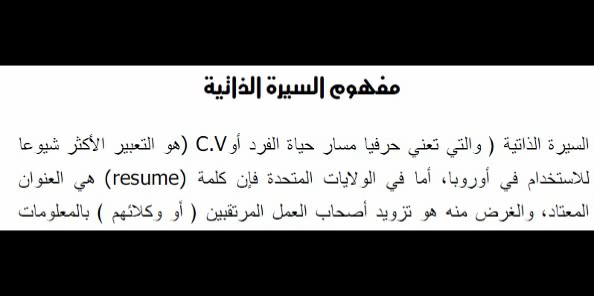 مفهوم السيرة الذاتية
السيرة الذاتية ( والتي تعني حرفيا مسار حياة الفرد أو C.V (هو التعبير الأكثر شيوعا
للاستخدام في أوروبا، أما في الولايات المتحدة فإن كلمة (resume) هي العنوان
المعتاد، والغرض منه هو تزويد أصحاب العمل المرتقبين ( أو وكلائهم ) بالمعلومات